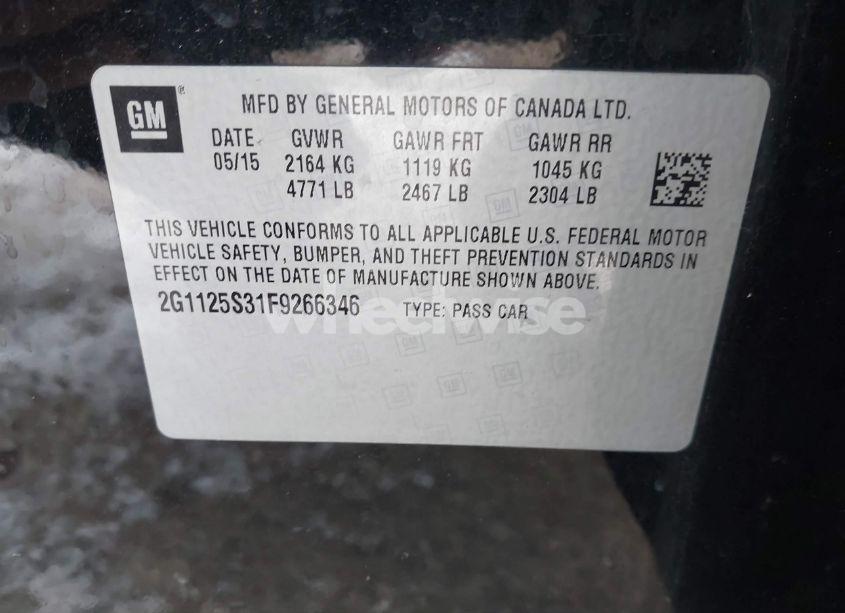 GM®
MFD BY GENERAL MOTORS OF CANADA LTD.
DATE GVWR GAWR FRT GAWR RR
05/15 2164 KG 1119 KG 1045 KG
4771 LB 2467 LB 2304 LB
THIS VEHICLE CONFORMS TO ALL APPLICABLE U.S. FEDERAL MOTOR
VEHICLE SAFETY, BUMPER, AND THEFT PREVENTION STANDARDS IN
EFFECT ON THE DATE OF MANUFACTURE SHOWN ABOVE.
2G1125S31F9266346 TYPE: PASS CAR
wheelwise